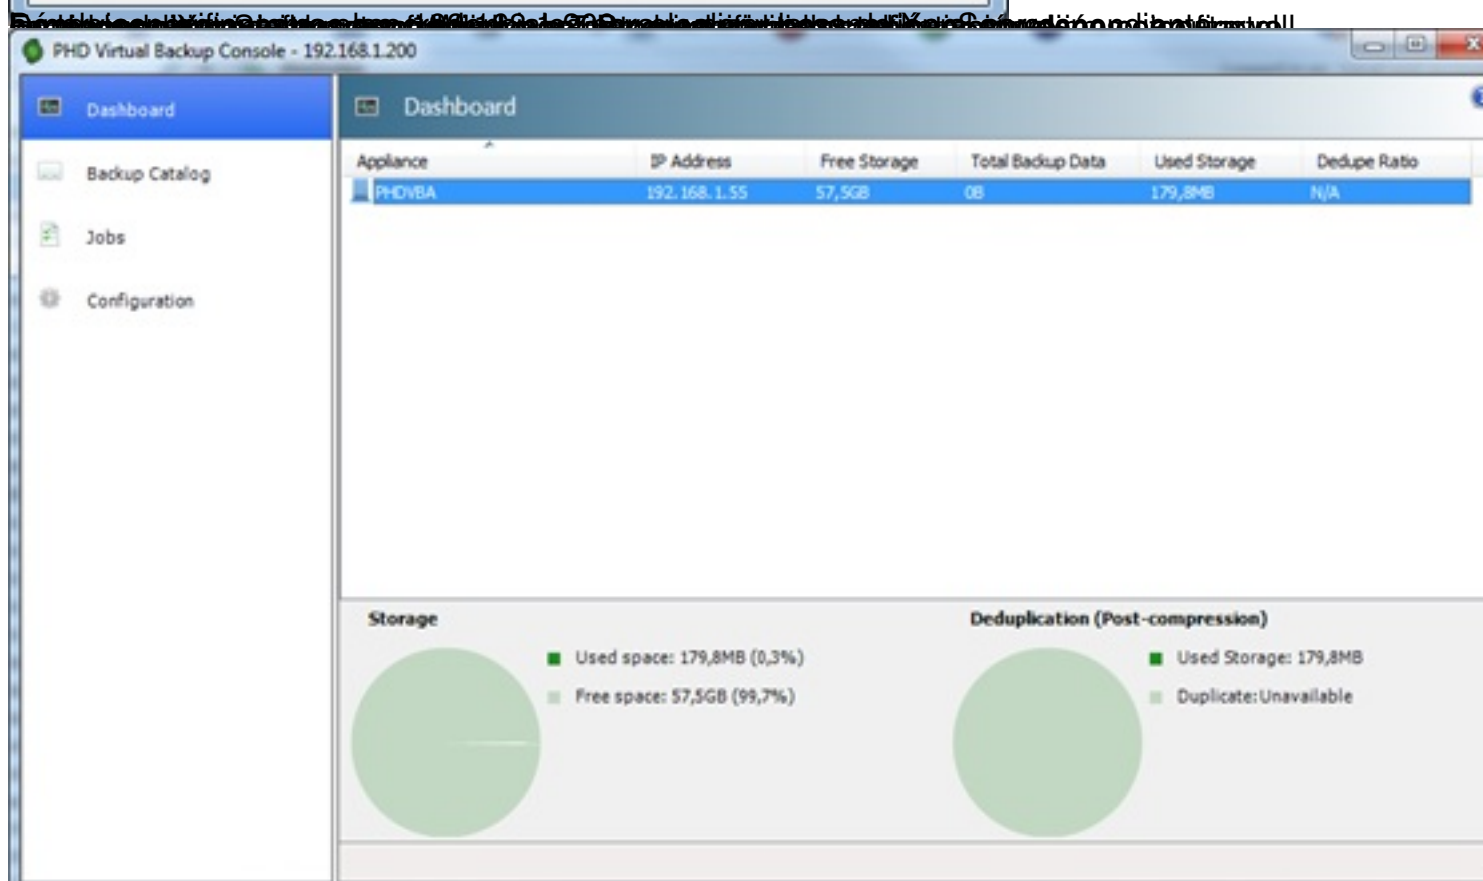 PHD Virtual Backup Console - 192.168.1.200
Dashboard
Backup Catalog
Jobs
Configuration
Dashboard
Appliance IP Address Free Storage Total Backup Data Used Storage Dedupe Ratio
PHDVBA 192.168.1.55 57,5GB 0B 179,8MB N/A
Storage
Used space: 179,8MB (0,3%)
Free space: 57,5GB (99,7%)
Deduplication (Post-compression)
Used Storage: 179,8MB
Duplicate:Unavailable